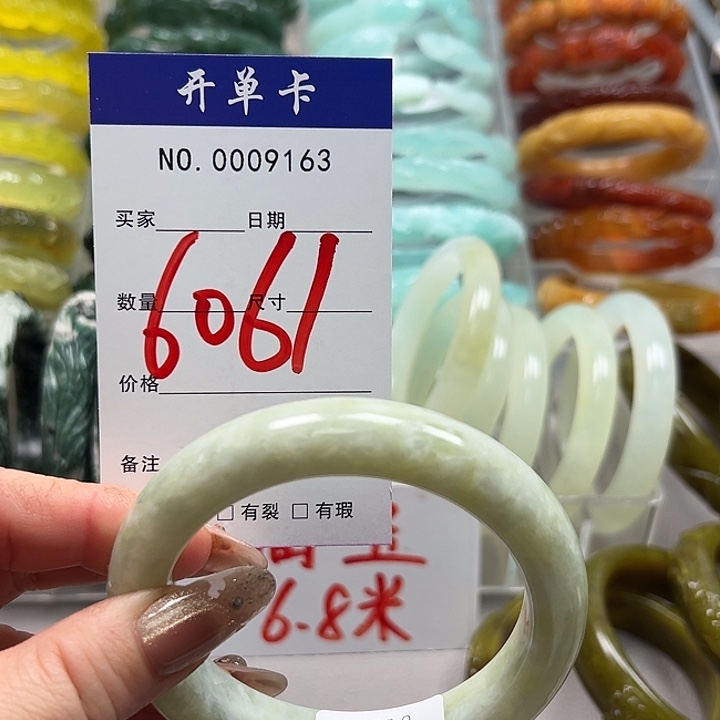 开单卡
NO.0009163
买家 日期
6061
数量 尺寸
价格
备注
□有裂 □有瑕
6.8米